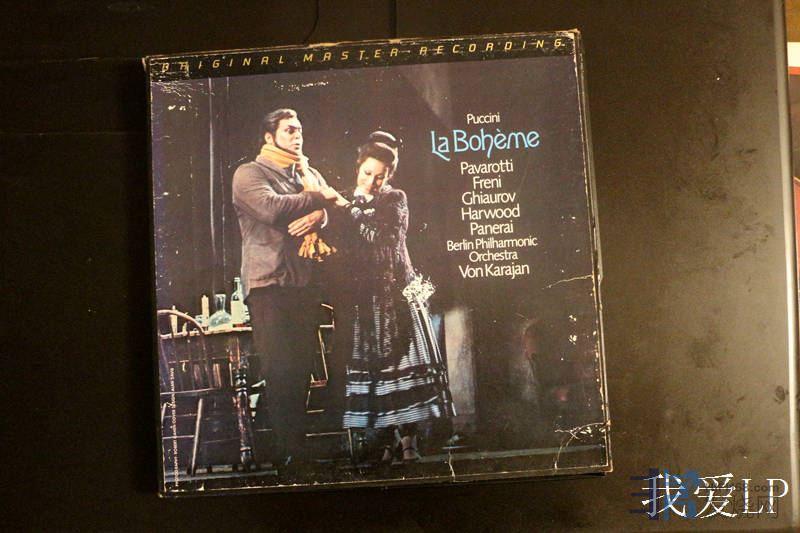 ORIGINAL MASTER RECORDING
Puccini
La Bohème
Pavarotti
Freni
Ghiaurov
Harwood
Panerai
Berlin Philharmonic
Orchestra
Von Karajan
我爱LP